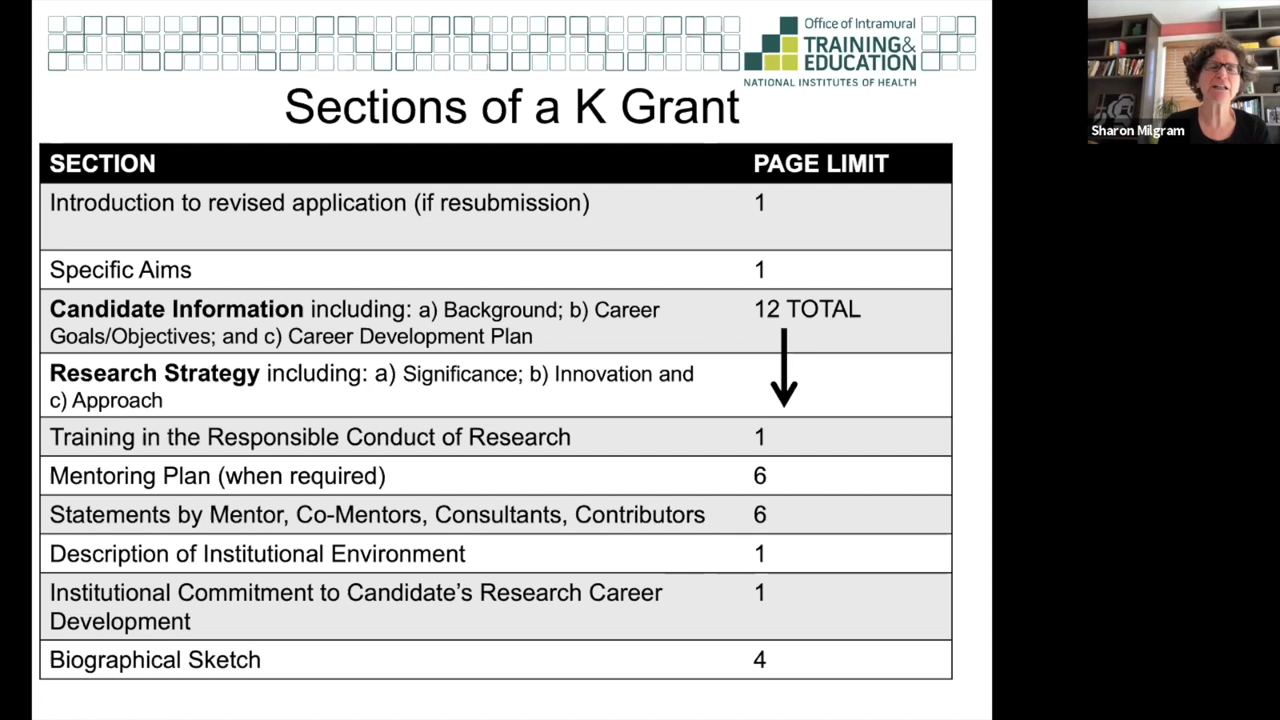 Office of Intramural
TRAINING&
EDUCATION
NATIONAL INSTITUTES OF HEALTH
Sharon Milgram
Sections of a K Grant
SECTION PAGE LIMIT
Introduction to revised application (if resubmission) 1
Specific Aims 1
Candidate Information including: a) Background; b) Career 12 TOTAL
Goals/Objectives; and c) Career Development Plan
Research Strategy including: a) Significance; b) Innovation and
c) Approach
Training in the Responsible Conduct of Research 1
Mentoring Plan (when required) 6
Statements by Mentor, Co-Mentors, Consultants, Contributors 6
Description of Institutional Environment 1
Institutional Commitment to Candidate’s Research Career 1
Development
Biographical Sketch 4